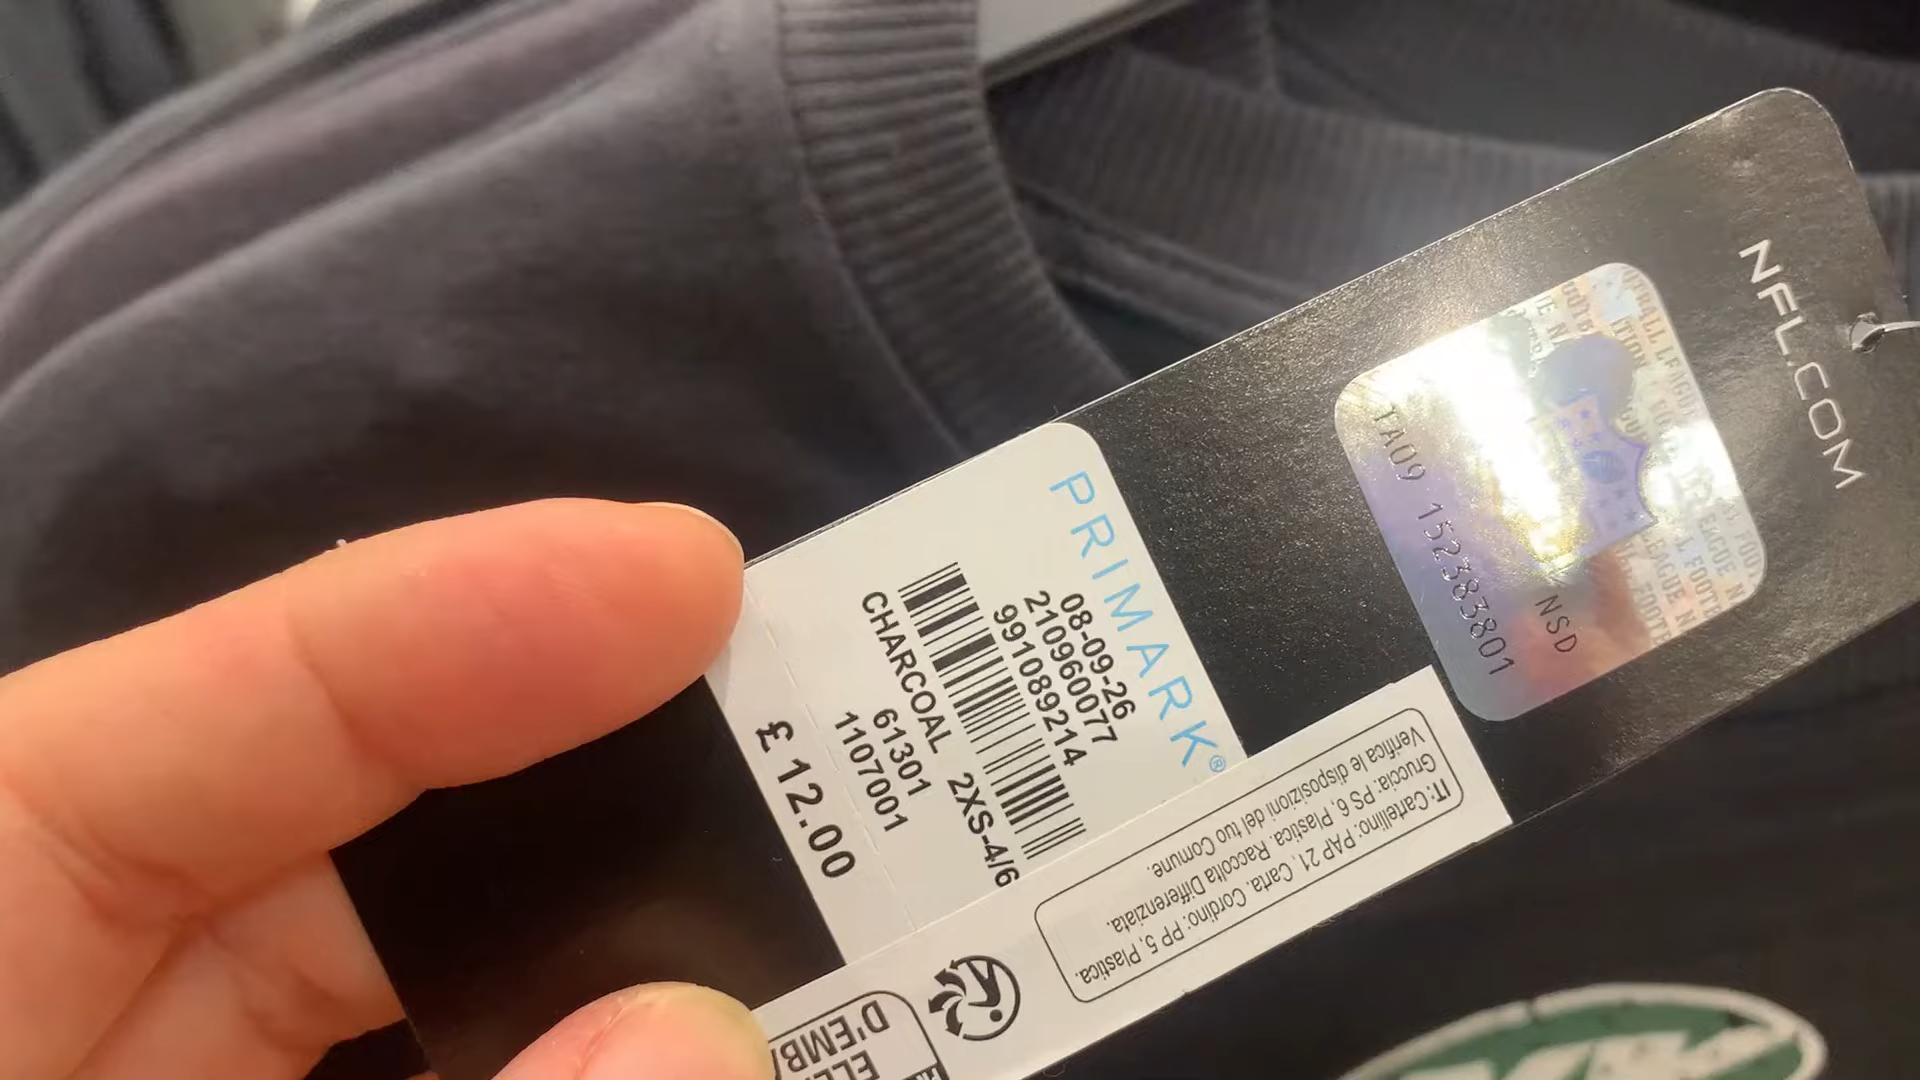 NFL.COM
TA09 152383801
NSD
PRIMARK®
08-09-26
210960077
991089214
CHARCOAL 2XS-4/6
61301
1107001
£ 12.00
IT: Cartellino: PAP 21, Carta. Cordino: PP 5, Plastica.
Gruccia: PS 6, Plastica. Raccolta Differenziata.
Verifica le disposizioni del tuo Comune.
D'EMBA